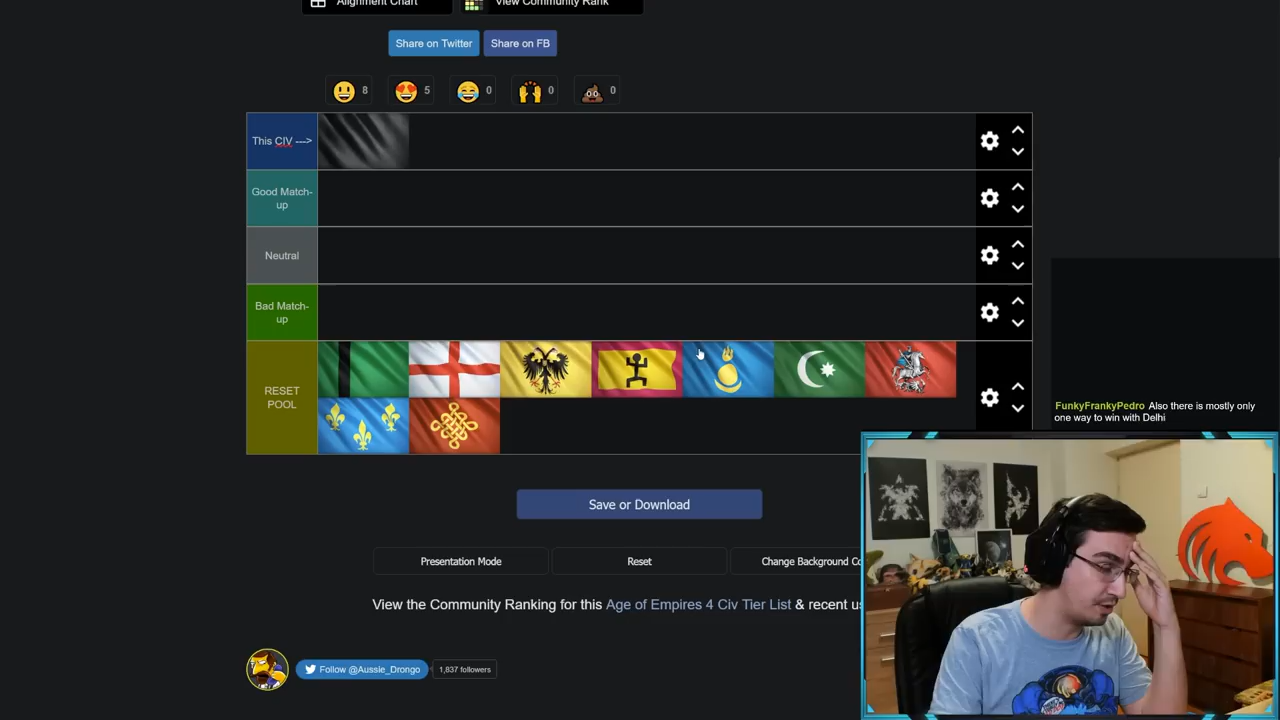 Alignment Chart
View Community Rank
Share on Twitter
Share on FB
8
5
0
0
0
This CIV --->
Good Match-
up
Neutral
Bad Match-
up
RESET
POOL
FunkyFrankyPedro Also there is mostly only
one way to win with Delhi
Save or Download
Presentation Mode
Reset
Change Background Co
View the Community Ranking for this Age of Empires 4 Civ Tier List & recent us
Follow @Aussie_Drongo
1,837 followers